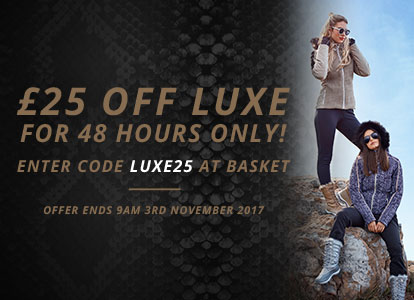 £25 OFF LUXE
FOR 48 HOURS ONLY!
ENTER CODE LUXE25 AT BASKET
OFFER ENDS 9AM 3RD NOVEMBER 2017